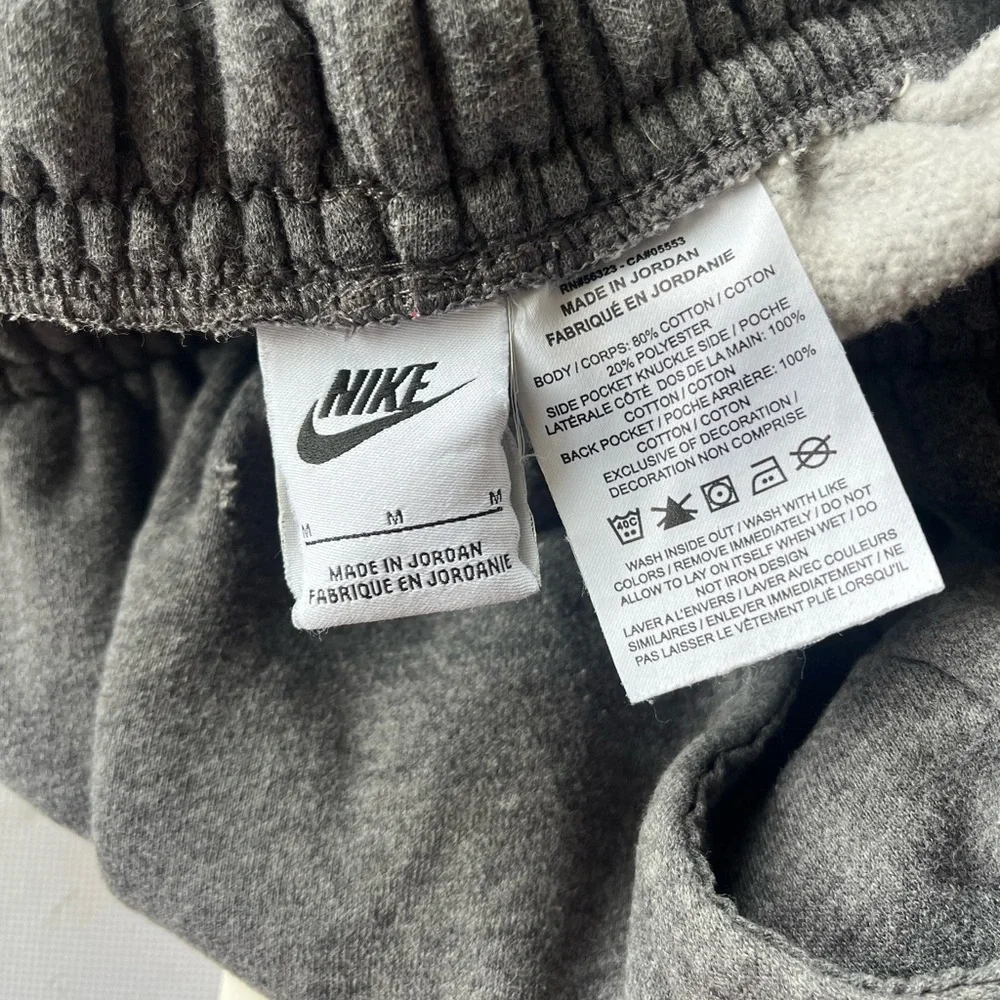 NIKE
M M M
MADE IN JORDAN
FABRIQUE EN JORDANIE
RN#56323 - CA#05553
MADE IN JORDAN
FABRIQUÉ EN JORDANIE
BODY / CORPS: 80% COTTON / COTON
20% POLYESTER
SIDE POCKET KNUCKLE SIDE / POCHE
LATÉRALE CÔTÉ DOS DE LA MAIN: 100%
COTTON / COTON
BACK POCKET / POCHE ARRIÈRE: 100%
COTTON / COTON
EXCLUSIVE OF DECORATION /
DECORATION NON COMPRISE
40C
WASH INSIDE OUT / WASH WITH LIKE
COLORS / REMOVE IMMEDIATELY / DO NOT
ALLOW TO LAY ON ITSELF WHEN WET / DO
NOT IRON DESIGN
LAVER A L'ENVERS / LAVER AVEC COULEURS
SIMILAIRES / ENLEVER IMMEDIATEMENT / NE
PAS LAISSER LE VÊTEMENT PLIÉ LORSQU'IL